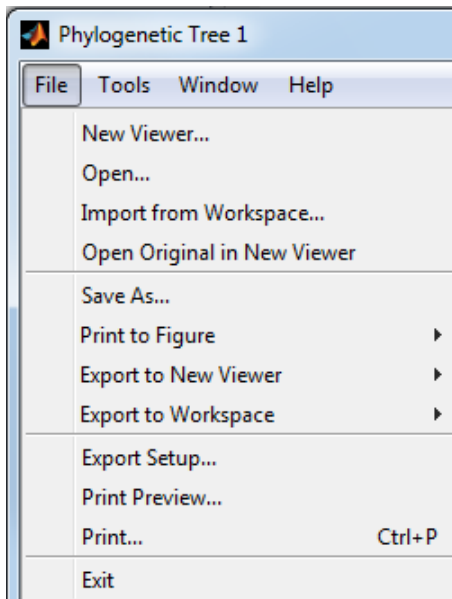 Phylogenetic Tree 1
File Tools Window Help
New Viewer...
Open...
Import from Workspace...
Open Original in New Viewer
Save As...
Print to Figure
Export to New Viewer
Export to Workspace
Export Setup...
Print Preview...
Print... Ctrl+P
Exit